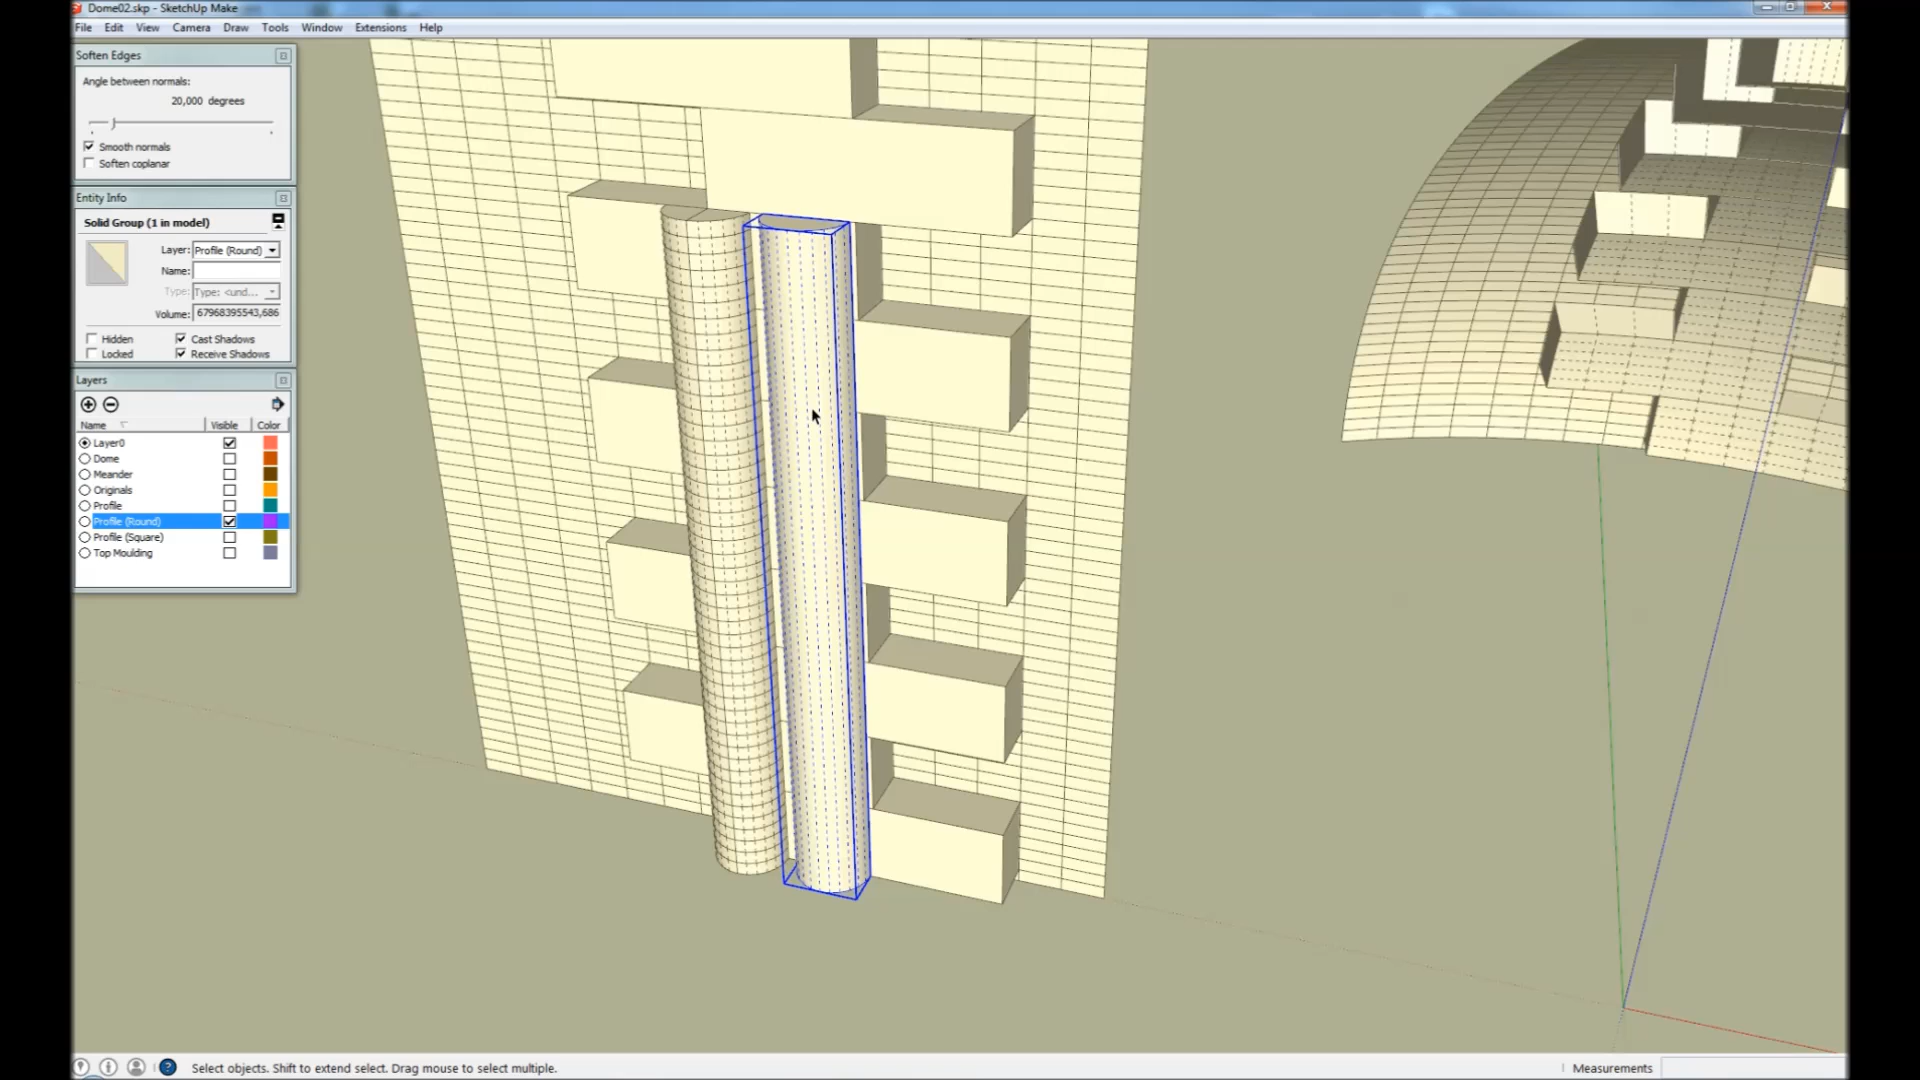 Dome02.skp - SketchUp Make
File Edit View Camera Draw Tools Window Extensions Help
Soften Edges
Angle between normals:
20,000 degrees
Smooth normals
Soften coplanar
Entity Info
Solid Group (1 in model)
Layer: Profile (Round)
Name:
Type: Type: <und...
Volume: 67968395543,686
Hidden Cast Shadows
Locked Receive Shadows
Layers
Name Visible Color
Layer0
Dome
Meander
Originals
Profile
Profile (Round)
Profile (Square)
Top Moulding
Select objects. Shift to extend select. Drag mouse to select multiple.
Measurements